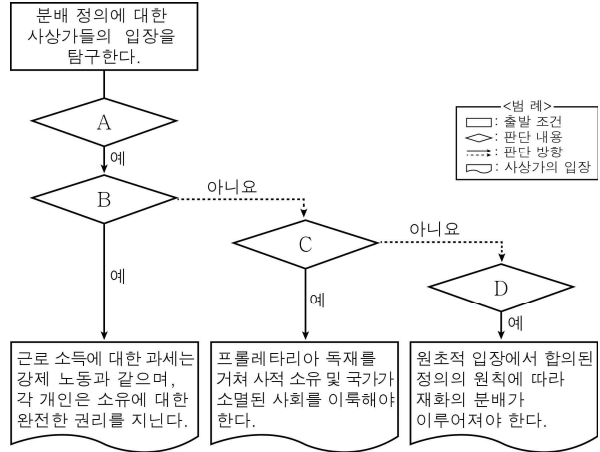 분배 정의에 대한
사상가들의 입장을
탐구한다.
A
예
B
아니요
<범 례>
: 출발 조건
: 판단 내용
: 판단 방향
: 사상가의 입장
C
아니요
D
예
예
예
근로 소득에 대한 과세는
강제 노동과 같으며,
각 개인은 소유에 대한
완전한 권리를 지닌다.
프롤레타리아 독재를
거쳐 사적 소유 및 국가가
소멸된 사회를 이룩해야
한다.
원초적 입장에서 합의된
정의의 원칙에 따라
재화의 분배가
이루어져야 한다.